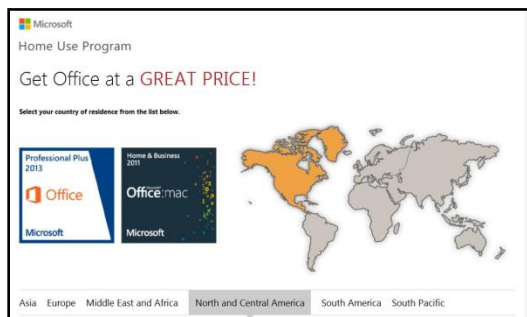 Microsoft
Home Use Program
Get Office at a GREAT PRICE!
Select your country of residence from the list below.
Professional Plus
2013
Office
Microsoft
Home & Business
2011
Office:mac
Microsoft
Asia Europe Middle East and Africa North and Central America South America South Pacific